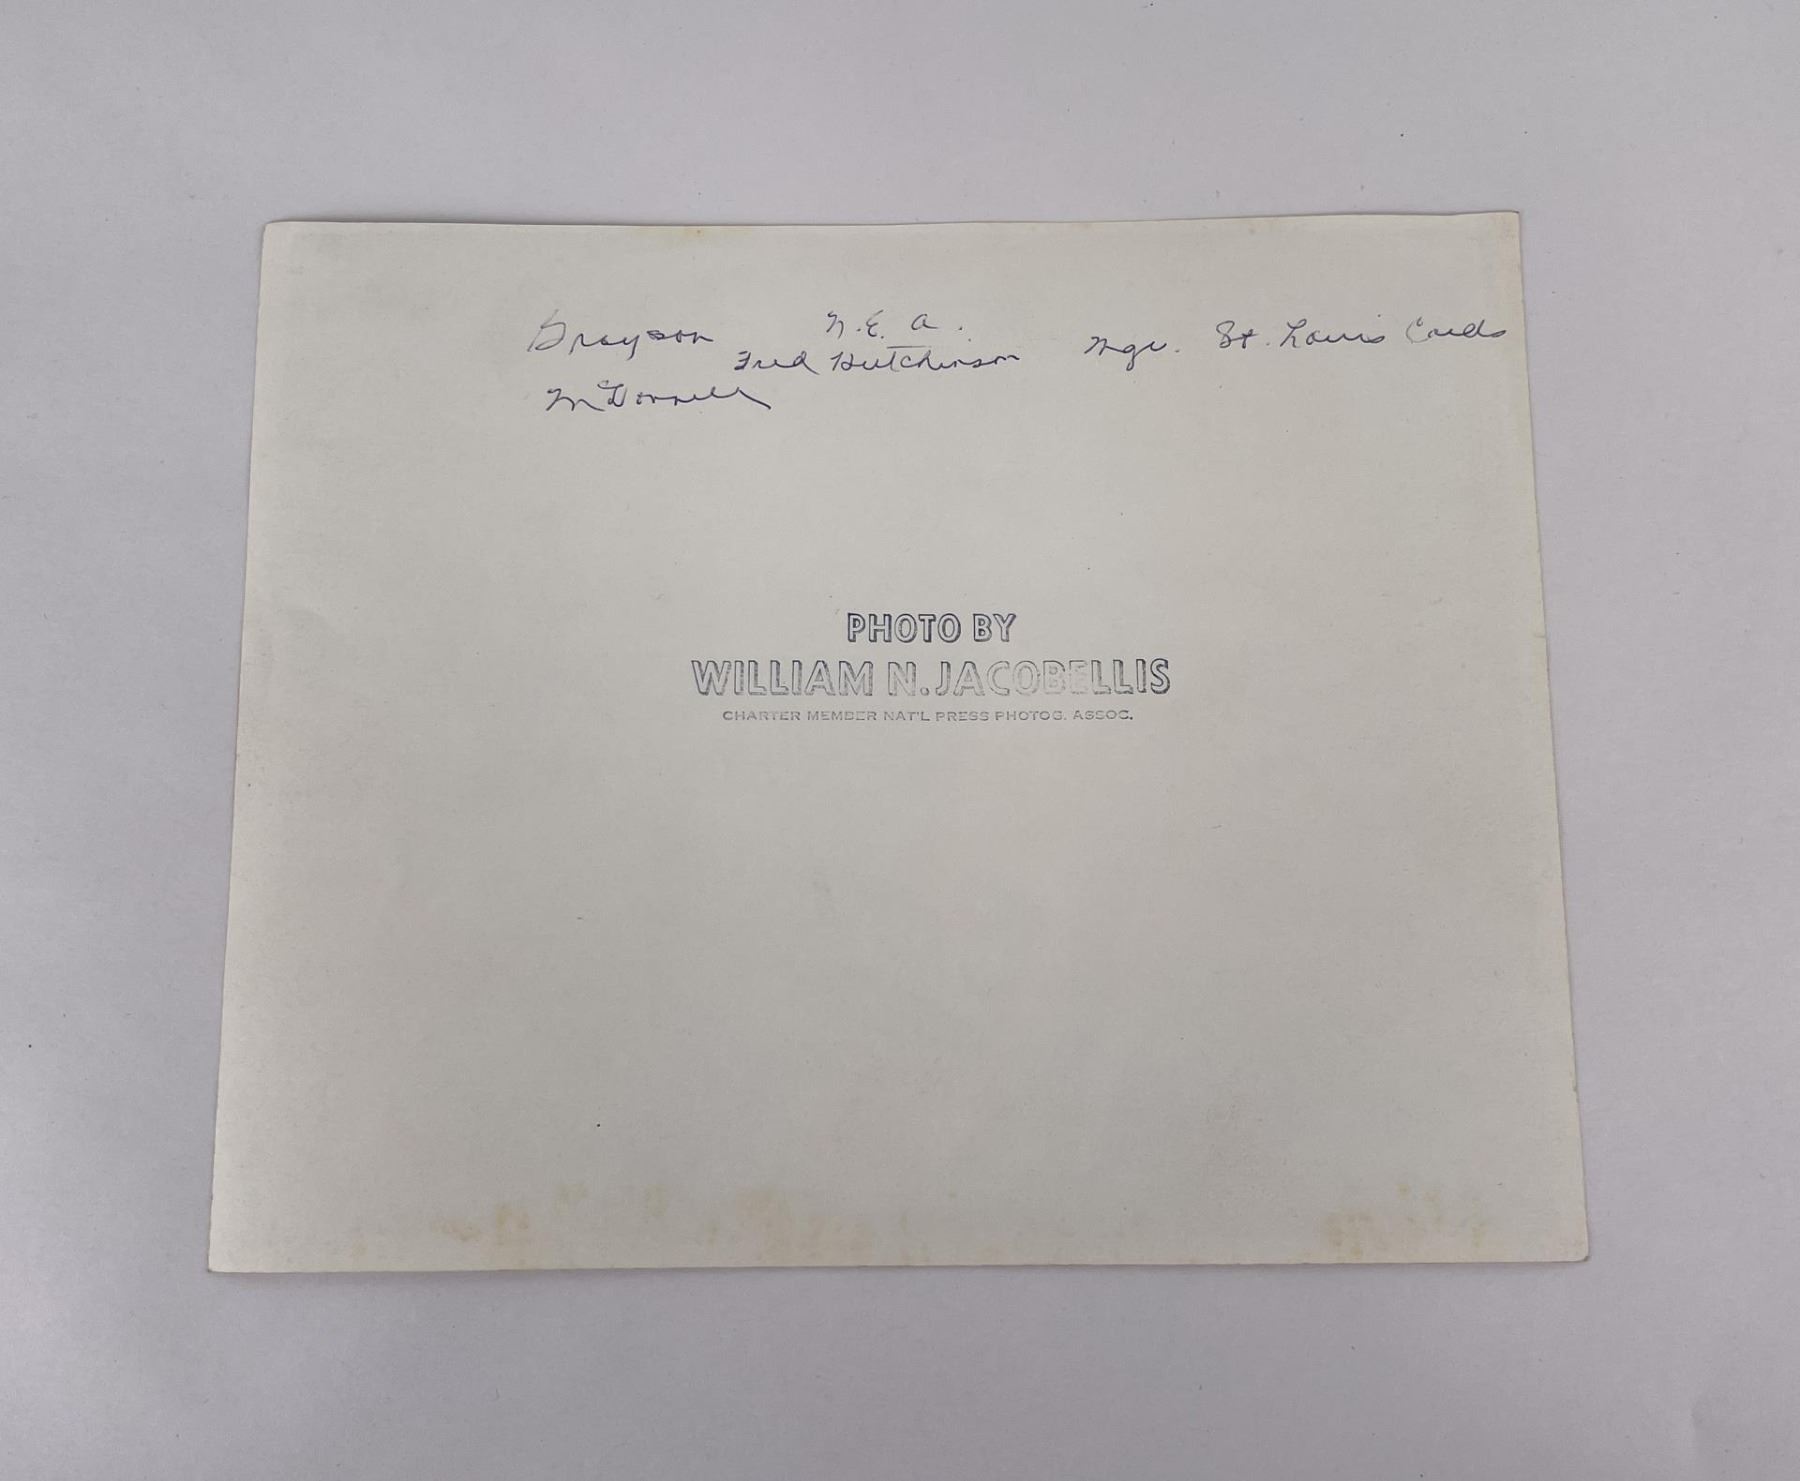 Grayson N.E.A.
Fred Hutchinson Mgr. St. Louis Cards
McDonnell
PHOTO BY
WILLIAM N. JACOBELLIS
CHARTER MEMBER NAT'L PRESS PHOTOG. ASSOC.